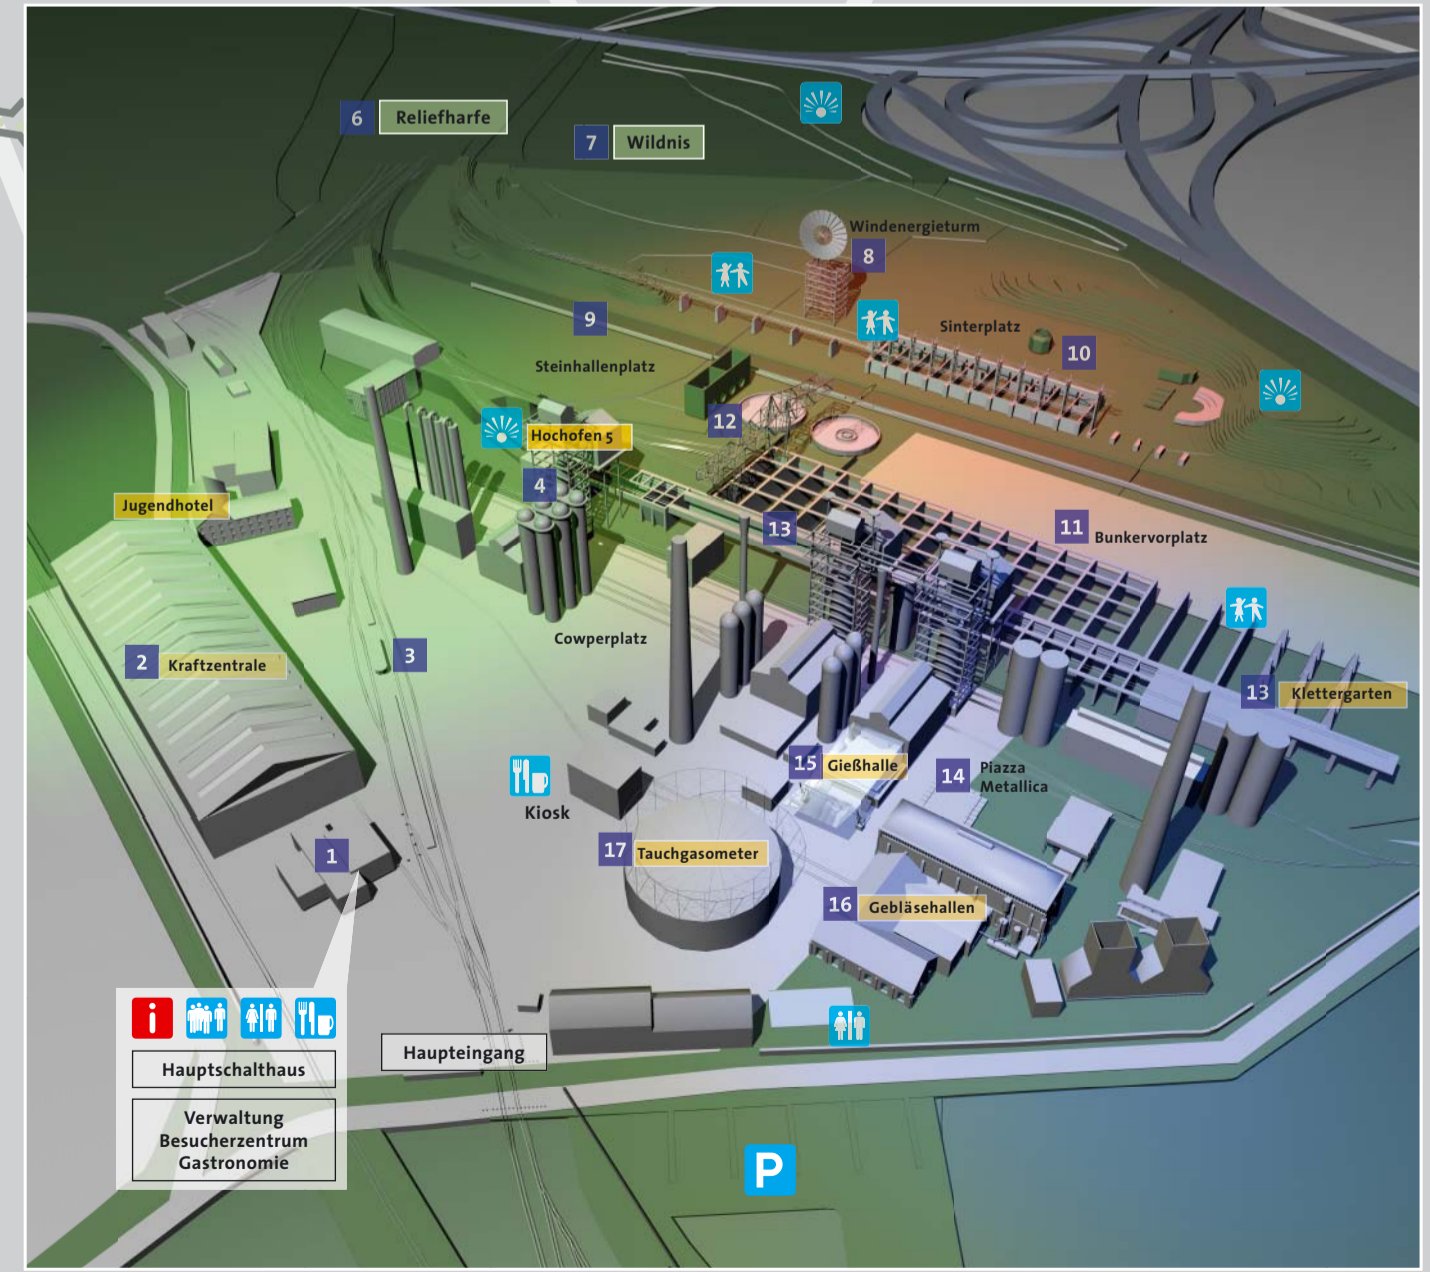 6 Reliefharfe
7 Wildnis
Windenergieturm
8
9
Sinterplatz
10
Steinhallenplatz
12
Hochofen 5
4
Jugendhotel
13
11 Bunkervorplatz
Cowperplatz
3
2 Kraftzentrale
13 Klettergarten
15 Gießhalle
14 Piazza
Metallica
Kiosk
17 Tauchgasometer
1
16 Gebläsehallen
i
Haupteingang
Hauptschalthaus
Verwaltung
Besucherzentrum
Gastronomie
P